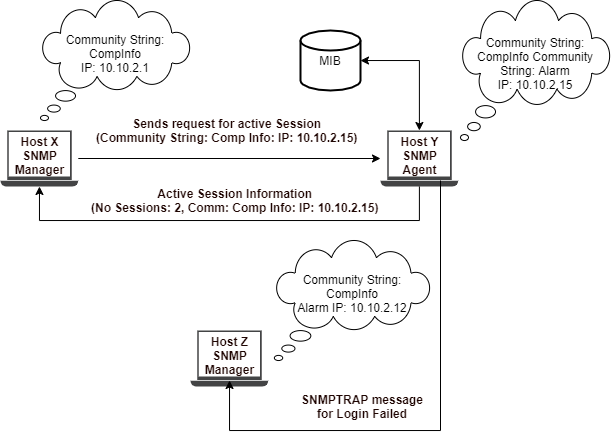 Community String:
CompInfo
IP: 10.10.2.1
MIB
Community String:
CompInfo Community
String: Alarm
IP: 10.10.2.15
Sends request for active Session
(Community String: Comp Info: IP: 10.10.2.15)
Host X
SNMP
Manager
Host Y
SNMP
Agent
Active Session Information
(No Sessions: 2, Comm: Comp Info: IP: 10.10.2.15)
Community String:
CompInfo
Alarm IP: 10.10.2.12
Host Z
SNMP
Manager
SNMPTRAP message
for Login Failed